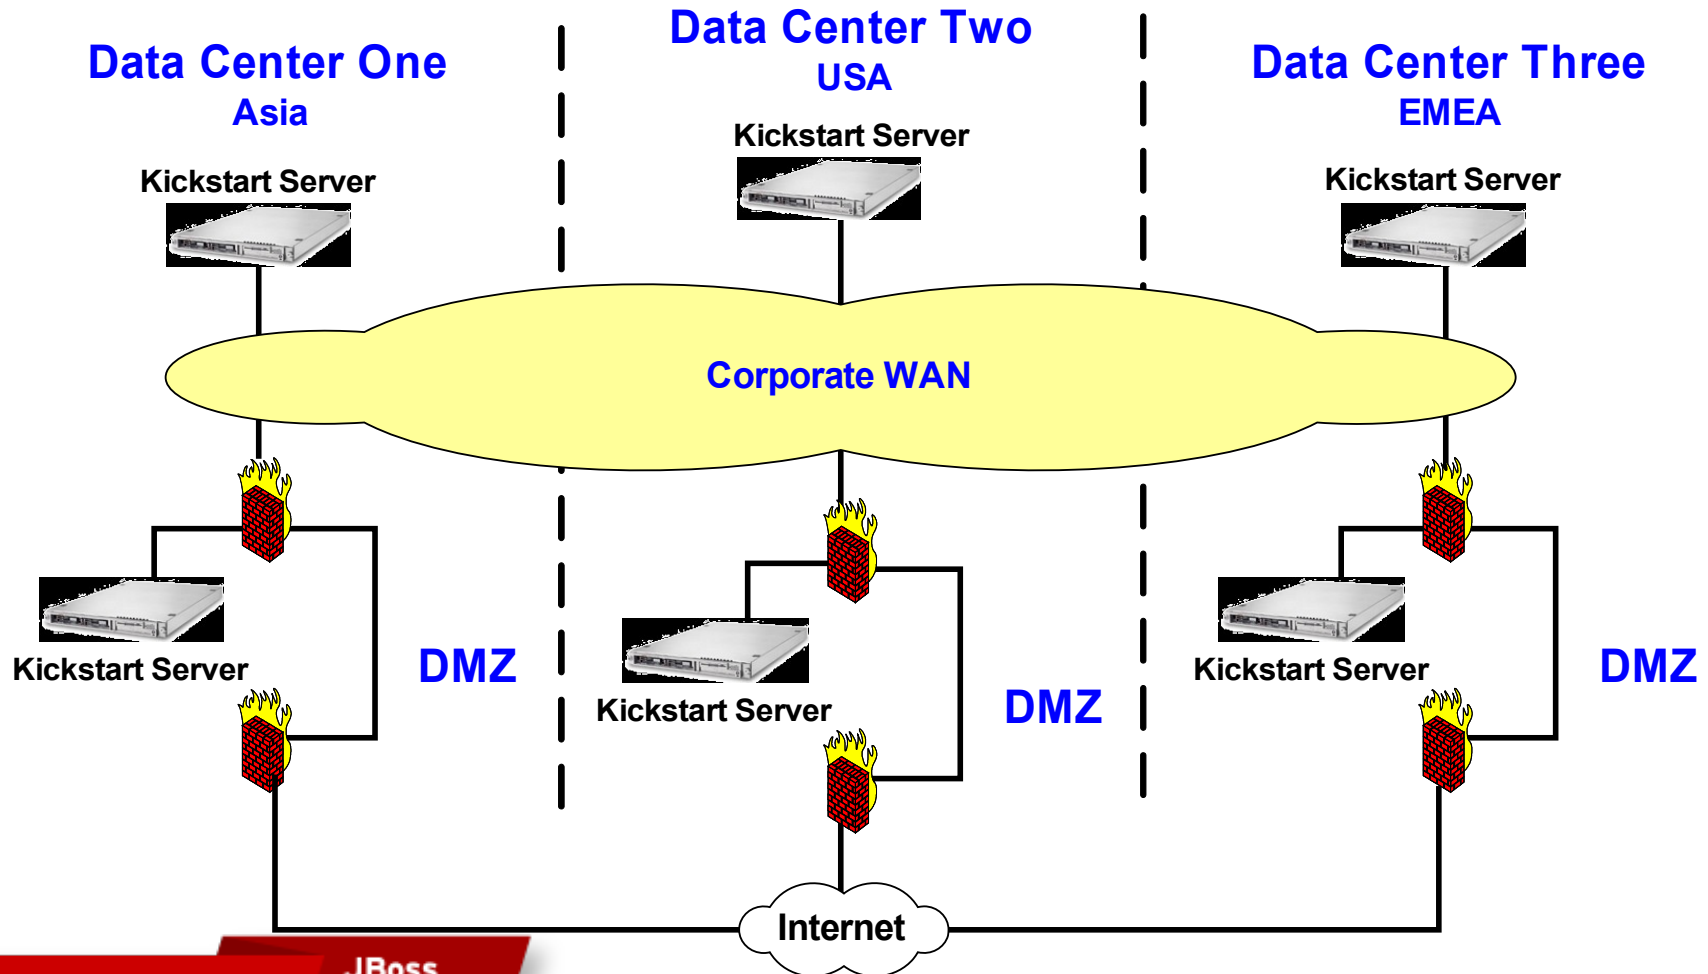 Data Center One
Asia
Data Center Two
USA
Data Center Three
EMEA
Kickstart Server
Kickstart Server
Kickstart Server
Corporate WAN
Kickstart Server
DMZ
Kickstart Server
DMZ
Kickstart Server
DMZ
Internet
JBoss